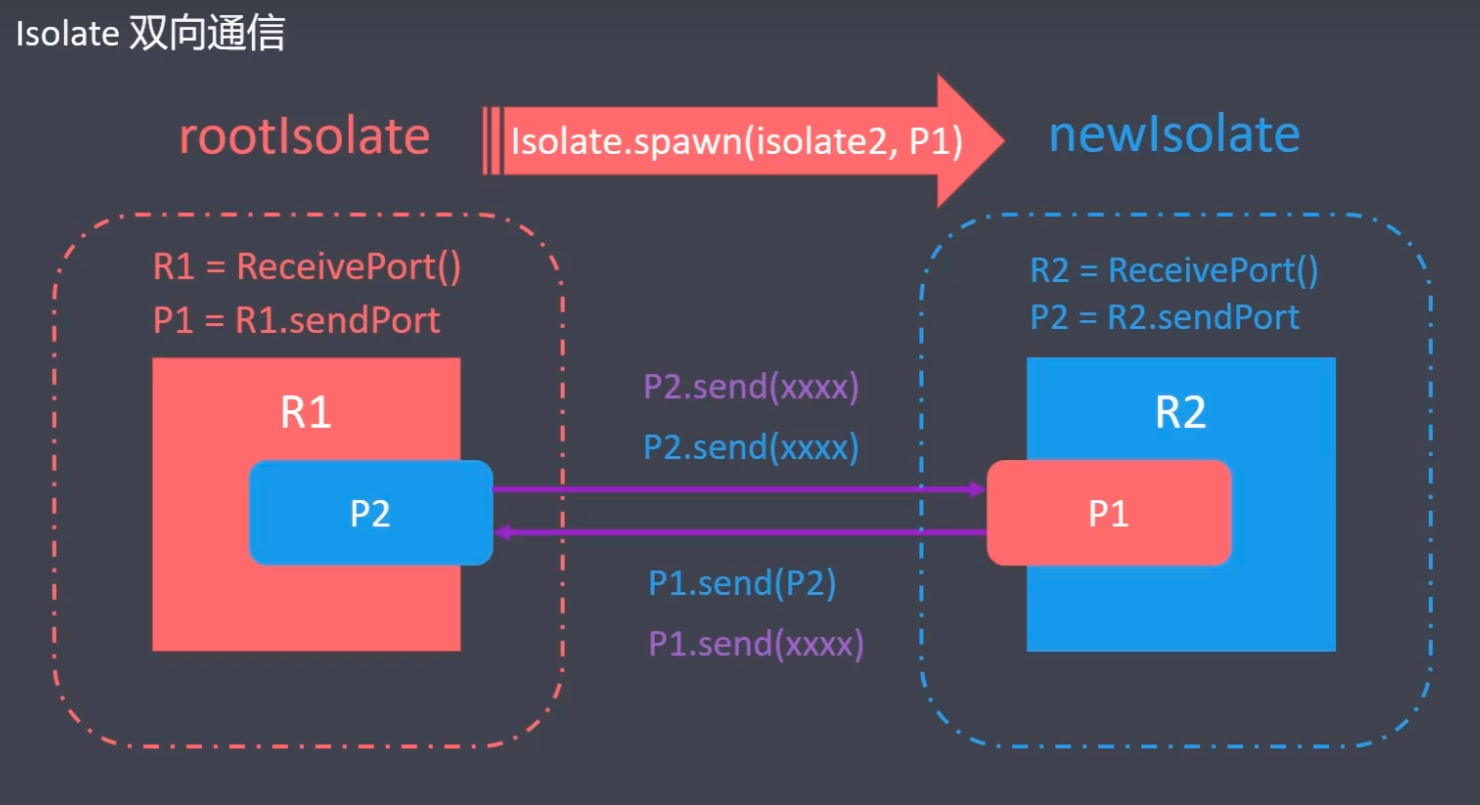 Isolate 双向通信
rootIsolate
Isolate.spawn(isolate2, P1)
newIsolate
R1 = ReceivePort()
P1 = R1.sendPort
R2 = ReceivePort()
P2 = R2.sendPort
R1
P2.send(xxxx)
P2.send(xxxx)
R2
P2
P1
P1.send(P2)
P1.send(xxxx)